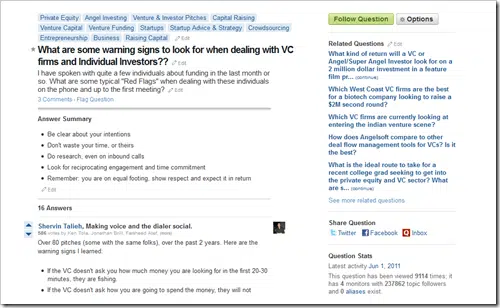 Private Equity Angel Investing Venture & Investor Pitches Capital Raising
Venture Capital Venture Funding Startups Startup Advice & Strategy Crowdsourcing
Entrepreneurship Business Raising Capital Edit
What are some warning signs to look for when dealing with VC
firms and Individual Investors?? Edit
I have spoken with quite a few individuals about funding in the last month or
so. What are some typical "Red Flags" when dealing with these individuals
on the phone and up to the first meeting? Edit
3 Comments · Flag Question
Answer Summary
Be clear about your intentions
Don't waste your time, or theirs
Do research, even on inbound calls
Look for reciprocating engagement and time commitment
Remember: you are on equal footing, show respect and expect it in return
Edit
16 Answers
Shervin Talieh, Making voice and the dialer social.
votes by
Over 80 pitches (some with the same folks), over the past 2 years. Here are the
warning signs I learned:
If the VC doesn't ask you how much money you are looking for in the first 20-30
minutes, they are fishing.
If the VC doesn't ask how you are going to spend the money, they will not
Follow Question Options
Related Questions Edit
What kind of return will a VC or
Angel/Super Angel Investor look for on a
2 million dollar investment in a feature
film pr... (continue)
Which West Coast VC firms are the best
for a biotech company looking to raise a
$2M second round?
Which VC firms are currently looking at
entering the indian venture scene?
How does Angelsoft compare to other
deal flow management tools for VCs? Is it
the best?
What is the ideal route to take for a
recent college grad seeking to get into
the private equity and VC sector? What
are s... (continue)
See more related questions
Share Question
Twitter Facebook Inbox
Question Stats
Latest activity Jun 1, 2011
This question has been viewed 9114 times; it
has 4 monitors with 237862 topic followers
and 0 aliases exist.